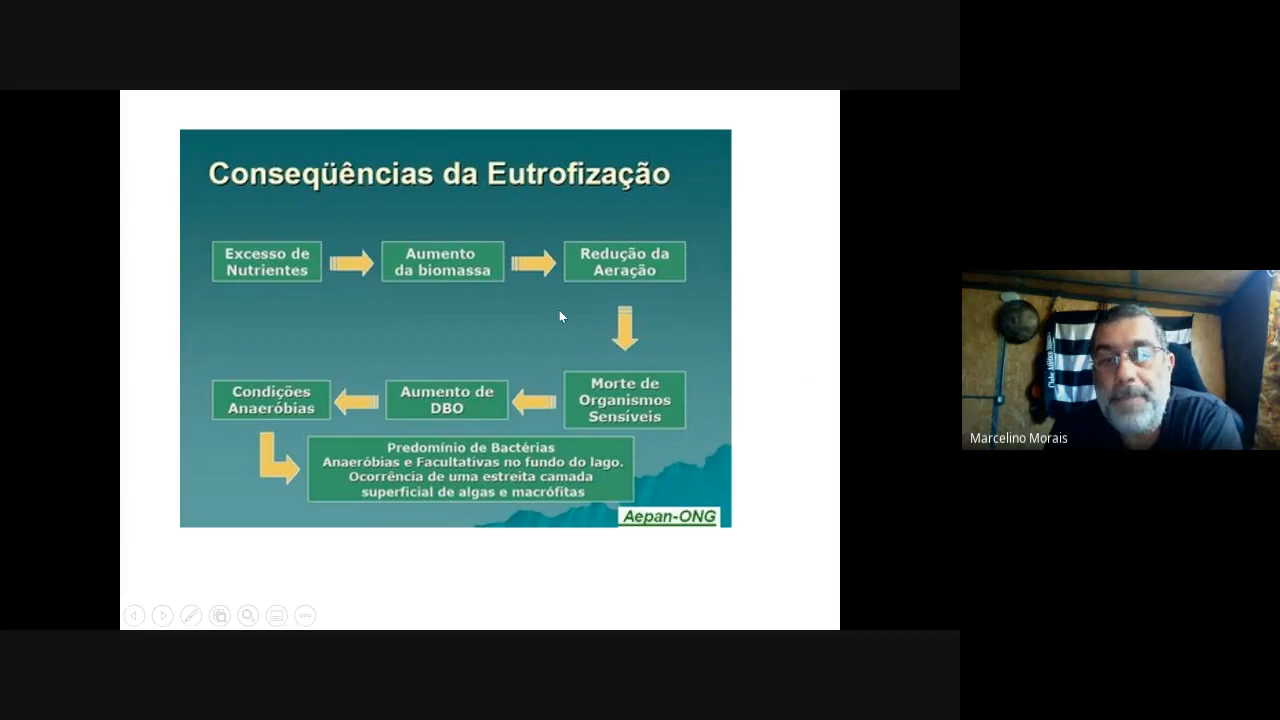 Conseqüências da Eutrofização
Excesso de
Nutrientes
Aumento
da biomassa
Redução da
Aeração
Morte de
Organismos
Sensíveis
Aumento de
DBO
Condições
Anaeróbias
Predomínio de Bactérias
Anaeróbias e Facultativas no fundo do lago.
Ocorrência de uma estreita camada
superficial de algas e macrófitas
Aepan-ONG
Marcelino Morais